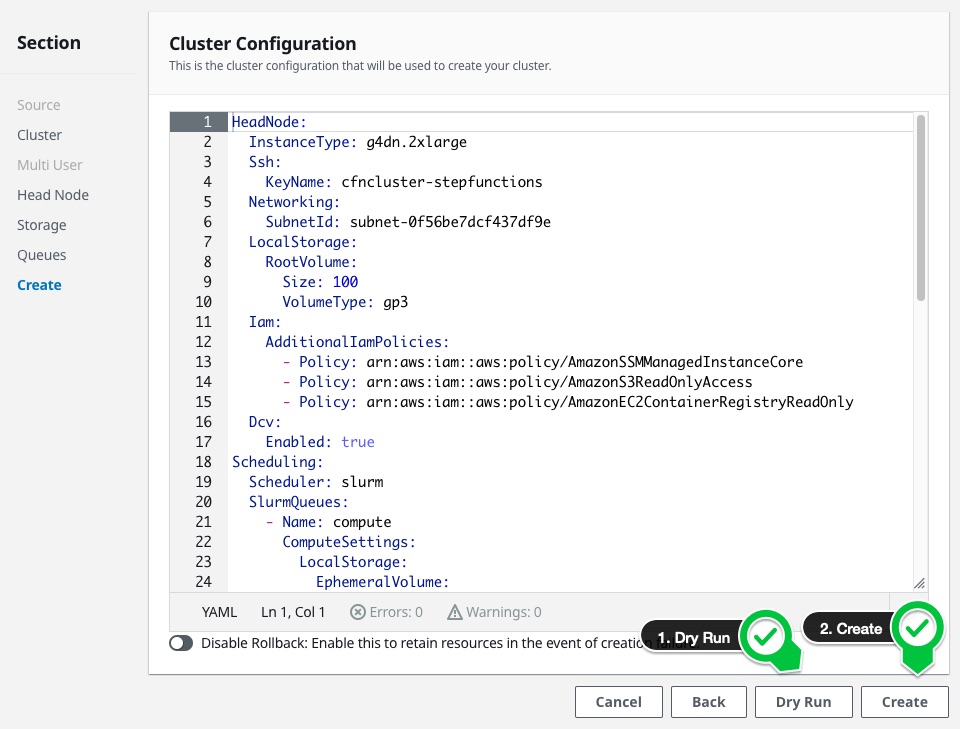 Section
Source
Cluster
Multi User
Head Node
Storage
Queues
Create
Cluster Configuration
This is the cluster configuration that will be used to create your cluster.
1 HeadNode:
2   InstanceType: g4dn.2xlarge
3   Ssh:
4     KeyName: cfncluster-stepfunctions
5   Networking:
6     SubnetId: subnet-0f56be7dcf437df9e
7   LocalStorage:
8     RootVolume:
9       Size: 100
10       VolumeType: gp3
11   Iam:
12     AdditionalIamPolicies:
13       - Policy: arn:aws:iam::aws:policy/AmazonSSMManagedInstanceCore
14       - Policy: arn:aws:iam::aws:policy/AmazonS3ReadOnlyAccess
15       - Policy: arn:aws:iam::aws:policy/AmazonEC2ContainerRegistryReadOnly
16   Dcv:
17     Enabled: true
18 Scheduling:
19   Scheduler: slurm
20   SlurmQueues:
21     - Name: compute
22       ComputeSettings:
23         LocalStorage:
24           EphemeralVolume:
YAML Ln 1, Col 1 Errors: 0 Warnings: 0
Disable Rollback: Enable this to retain resources in the event of creation
1. Dry Run
2. Create
Cancel Back Dry Run Create